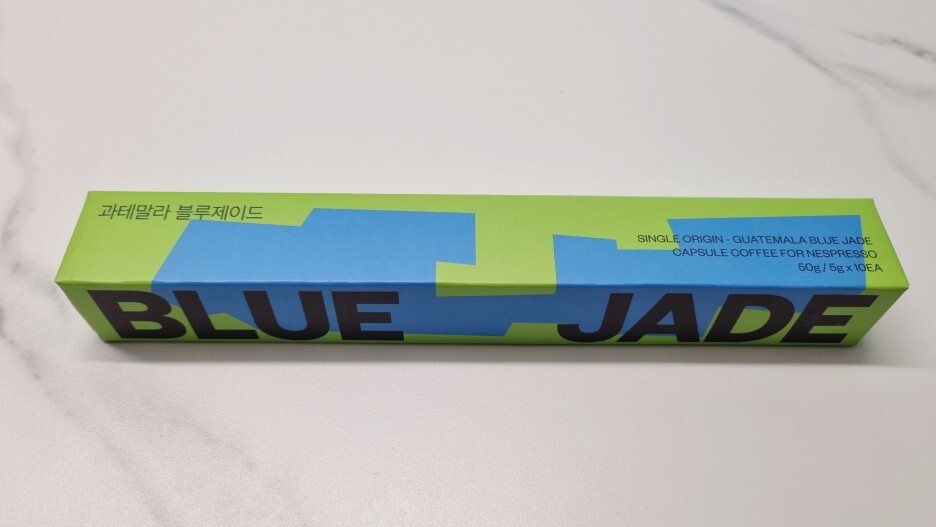 과테말라 블루제이드
SINGLE ORIGIN - GUATEMALA BLUE JADE
CAPSULE COFFEE FOR NESPRESSO
50g / 5g x 10EA
BLUE JADE